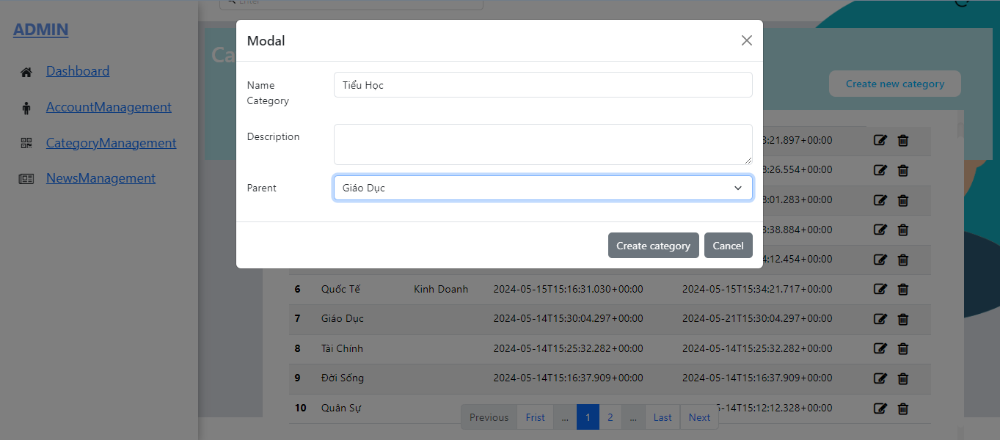 Enter
ADMIN
Dashboard
AccountManagement
CategoryManagement
NewsManagement
Ca
Create new category
Modal
Name
Category
Tiểu Học
Description
Parent
Giáo Dục
Create category
Cancel
:21.897+00:00
:26.554+00:00
:01.283+00:00
:38.884+00:00
:12.454+00:00
6 Quốc Tế Kinh Doanh 2024-05-15T15:16:31.030+00:00 2024-05-15T15:34:21.717+00:00
7 Giáo Dục 2024-05-14T15:30:04.297+00:00 2024-05-21T15:30:04.297+00:00
8 Tài Chính 2024-05-14T15:25:32.282+00:00 2024-05-14T15:25:32.282+00:00
9 Đời Sống 2024-05-14T15:16:37.909+00:00 2024-05-14T15:16:37.909+00:00
10 Quân Sự -14T15:12:12.328+00:00
Previous Frist ... 1 2 ... Last Next